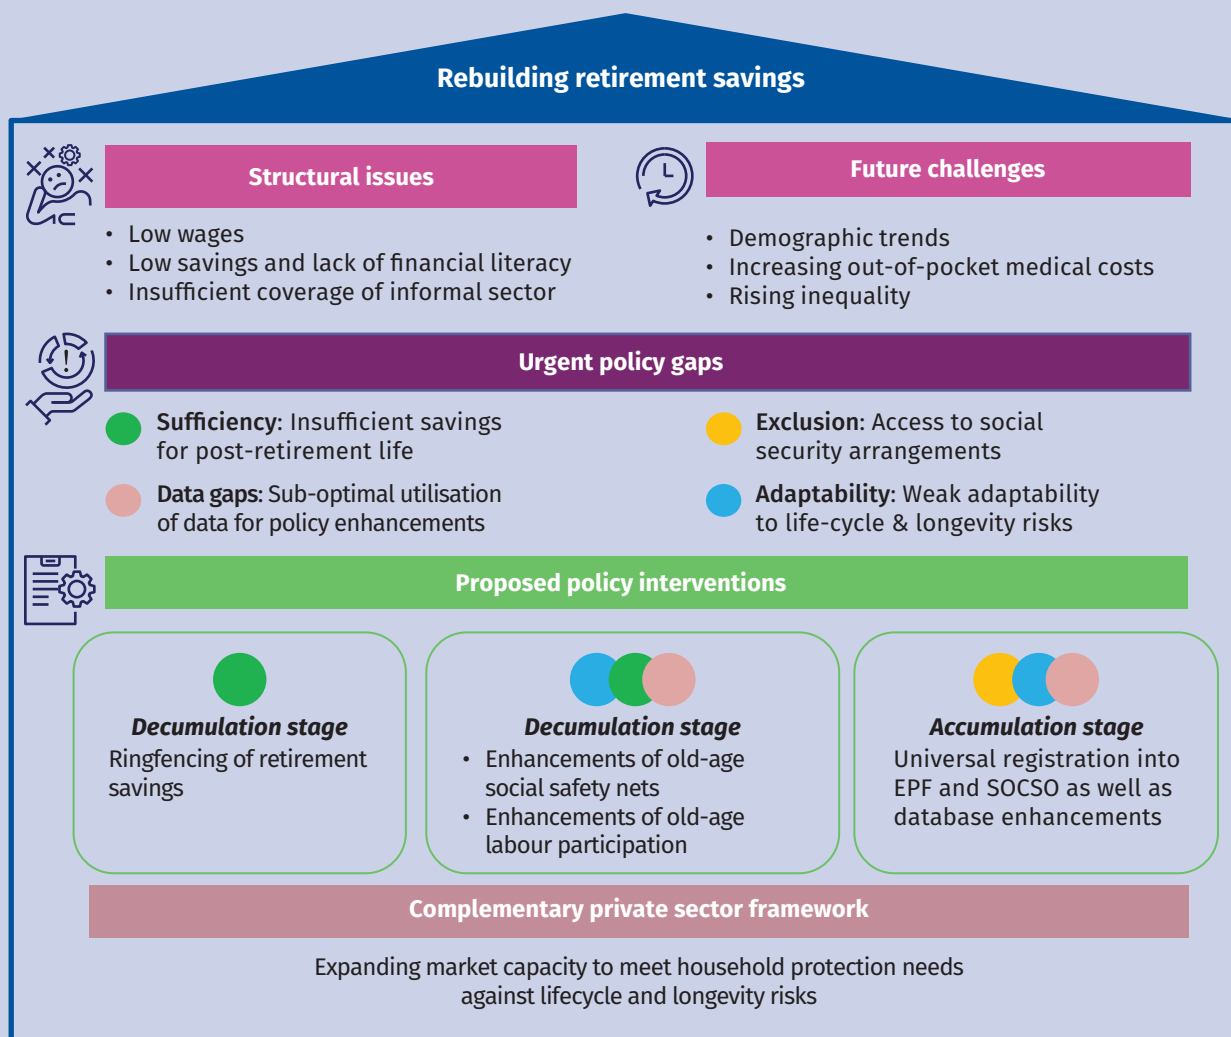 Rebuilding retirement savings
Structural issues
• Low wages
• Low savings and lack of financial literacy
• Insufficient coverage of informal sector
Future challenges
• Demographic trends
• Increasing out-of-pocket medical costs
• Rising inequality
Urgent policy gaps
Sufficiency: Insufficient savings
for post-retirement life
Exclusion: Access to social
security arrangements
Data gaps: Sub-optimal utilisation
of data for policy enhancements
Adaptability: Weak adaptability
to life-cycle & longevity risks
Proposed policy interventions
Decumulation stage
Ringfencing of retirement
savings
Decumulation stage
• Enhancements of old-age
social safety nets
• Enhancements of old-age
labour participation
Accumulation stage
Universal registration into
EPF and SOCSO as well as
database enhancements
Complementary private sector framework
Expanding market capacity to meet household protection needs
against lifecycle and longevity risks